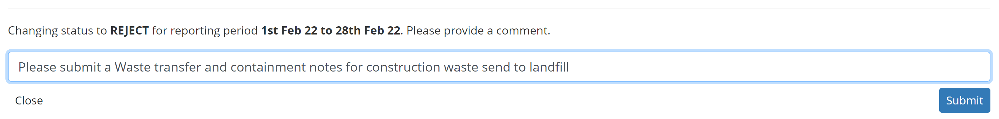 Changing status to REJECT for reporting period 1st Feb 22 to 28th Feb 22. Please provide a comment.
Please submit a Waste transfer and containment notes for construction waste send to landfill
Close
Submit